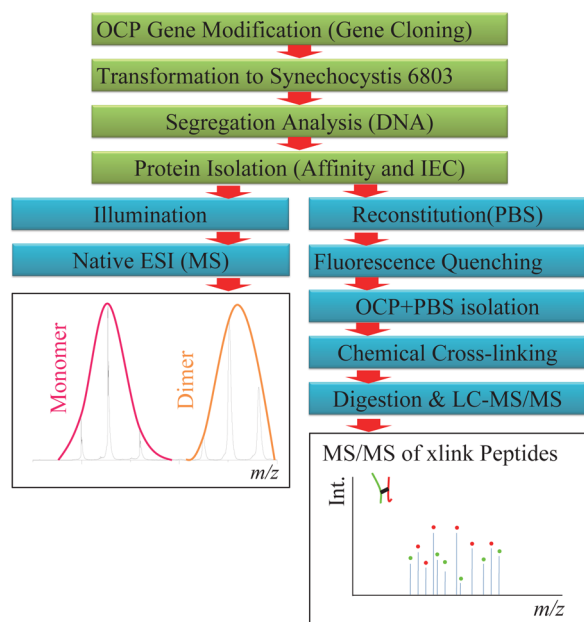 OCP Gene Modification (Gene Cloning)
Transformation to Synechocystis 6803
Segregation Analysis (DNA)
Protein Isolation (Affinity and IEC)
Illumination
Native ESI (MS)
Monomer
Dimer
m/z
Reconstitution(PBS)
Fluorescence Quenching
OCP+PBS isolation
Chemical Cross-linking
Digestion & LC-MS/MS
MS/MS of xlink Peptides
Int.
m/z